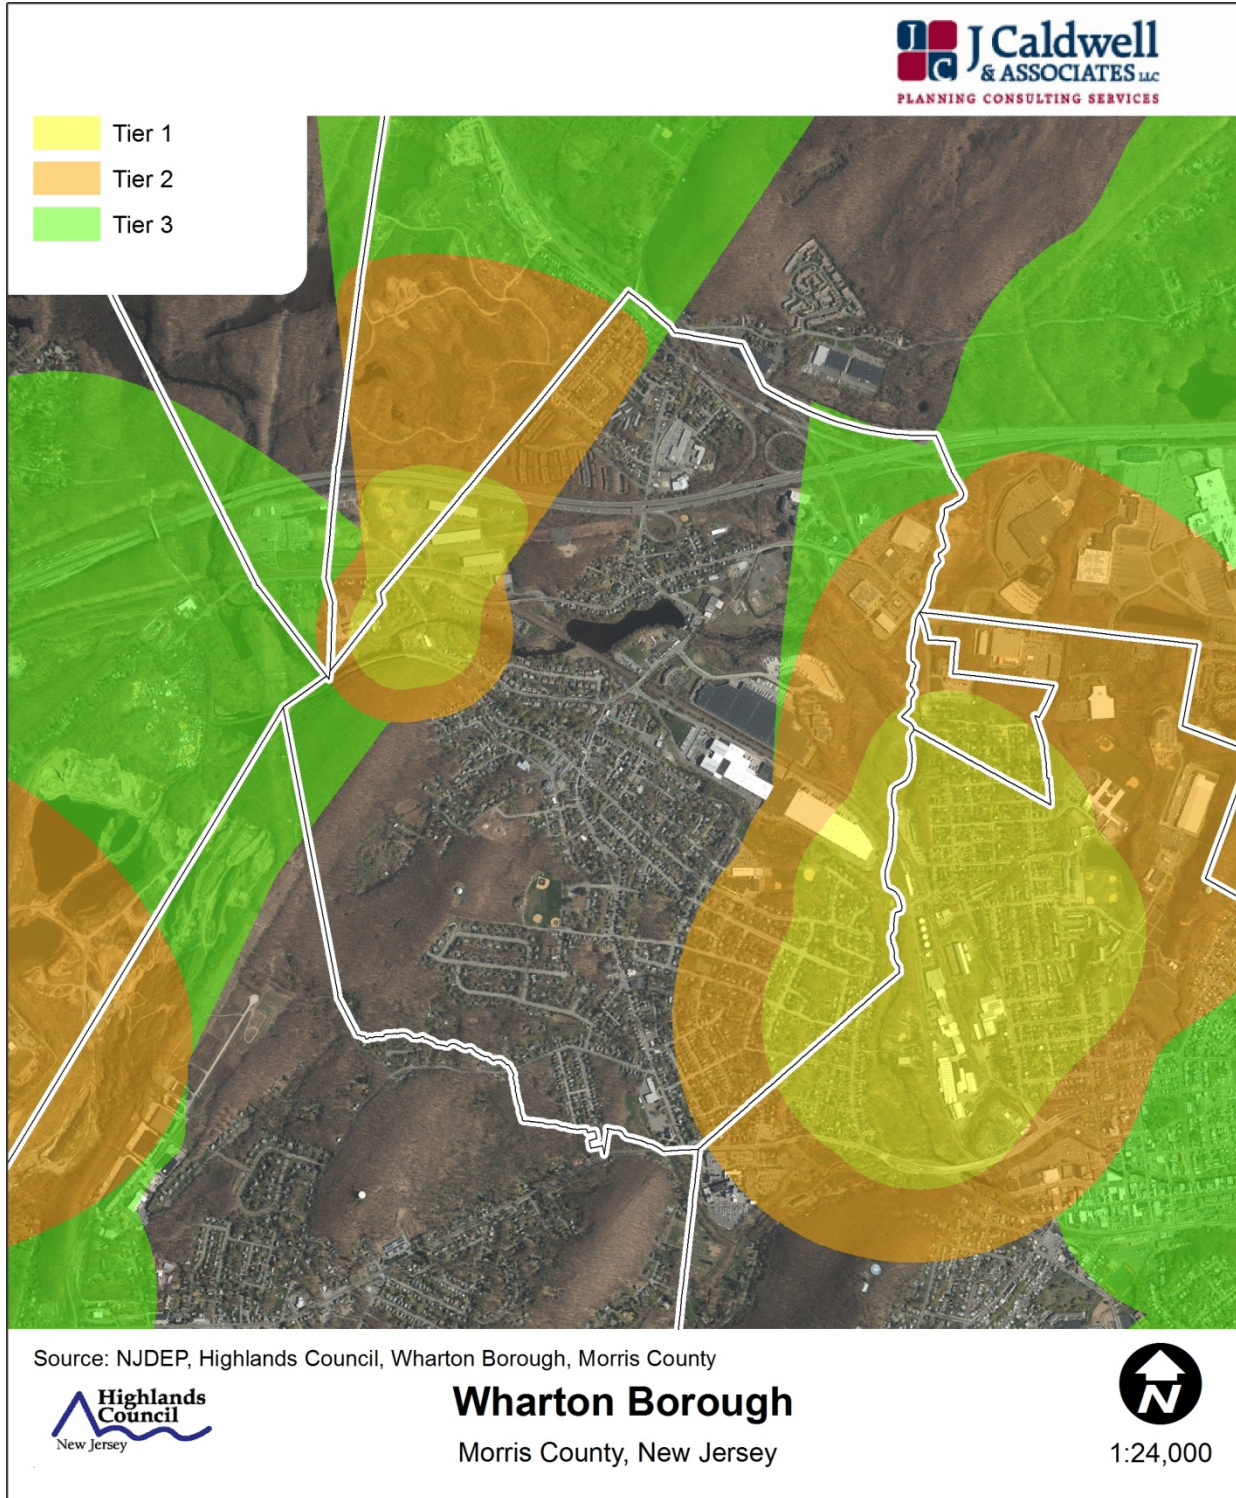 J Caldwell
& ASSOCIATES LLC
PLANNING CONSULTING SERVICES
J
C
Tier 1
Tier 2
Tier 3
Source: NJDEP, Highlands Council, Wharton Borough, Morris County
Highlands
Council
New Jersey
Wharton Borough
Morris County, New Jersey
N
1:24,000